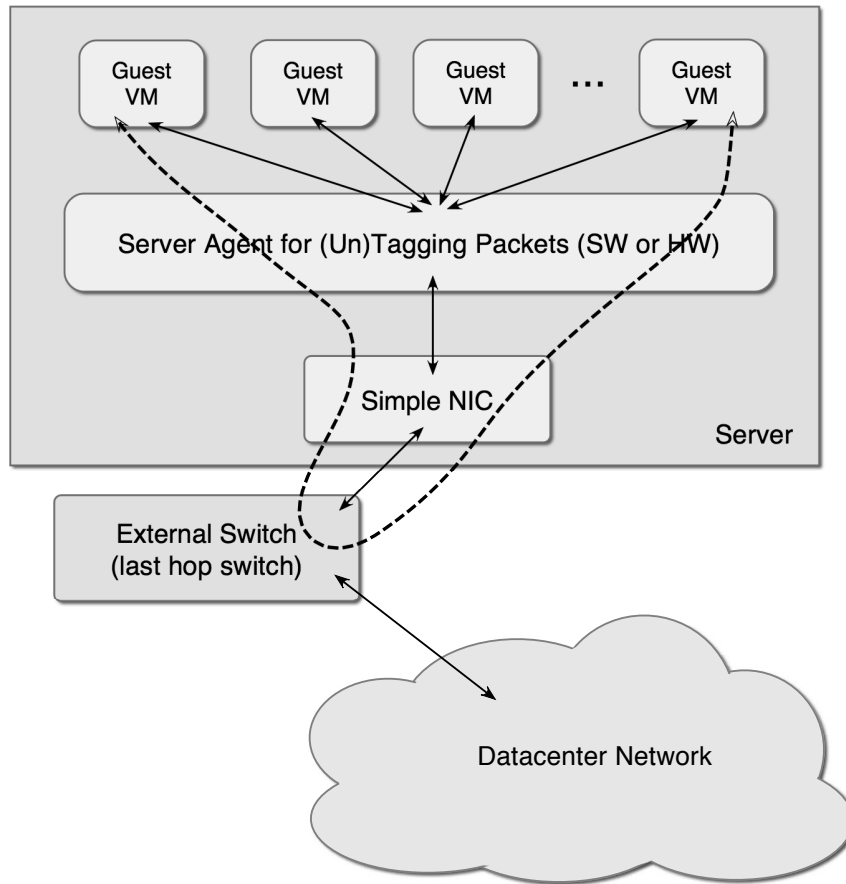 Guest
VM
Guest
VM
Guest
VM
...
Guest
VM
Server Agent for (Un)Tagging Packets (SW or HW)
Simple NIC
Server
External Switch
(last hop switch)
Datacenter Network